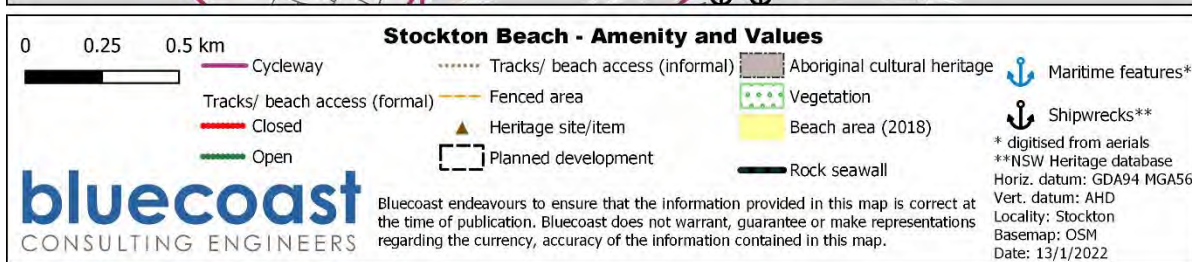 Stockton Beach - Amenity and Values
0 0.25 0.5 km
Cycleway
Tracks/ beach access (formal)
Closed
Open
Tracks/ beach access (informal)
Fenced area
Heritage site/item
Planned development
Aboriginal cultural heritage
Vegetation
Beach area (2018)
Rock seawall
Maritime features*
Shipwrecks**
* digitised from aerials
**NSW Heritage database
Horiz. datum: GDA94 MGA56
Vert. datum: AHD
Locality: Stockton
Basemap: OSM
Date: 13/1/2022
bluecoast
CONSULTING ENGINEERS
Bluecoast endeavours to ensure that the information provided in this map is correct at
the time of publication. Bluecoast does not warrant, guarantee or make representations
regarding the currency, accuracy of the information contained in this map.